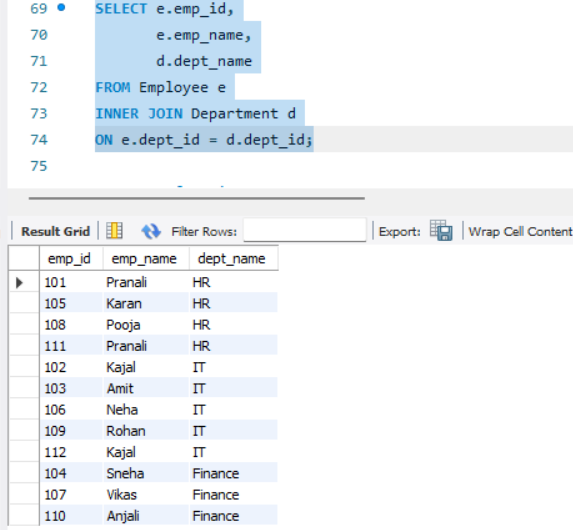 69 SELECT e.emp_id,
70 e.emp_name,
71 d.dept_name
72 FROM Employee e
73 INNER JOIN Department d
74 ON e.dept_id = d.dept_id;
75
Result Grid Filter Rows: Export: Wrap Cell Content
emp_id emp_name dept_name
101 Pranali HR
105 Karan HR
108 Pooja HR
111 Pranali HR
102 Kajal IT
103 Amit IT
106 Neha IT
109 Rohan IT
112 Kajal IT
104 Sneha Finance
107 Vikas Finance
110 Anjali Finance